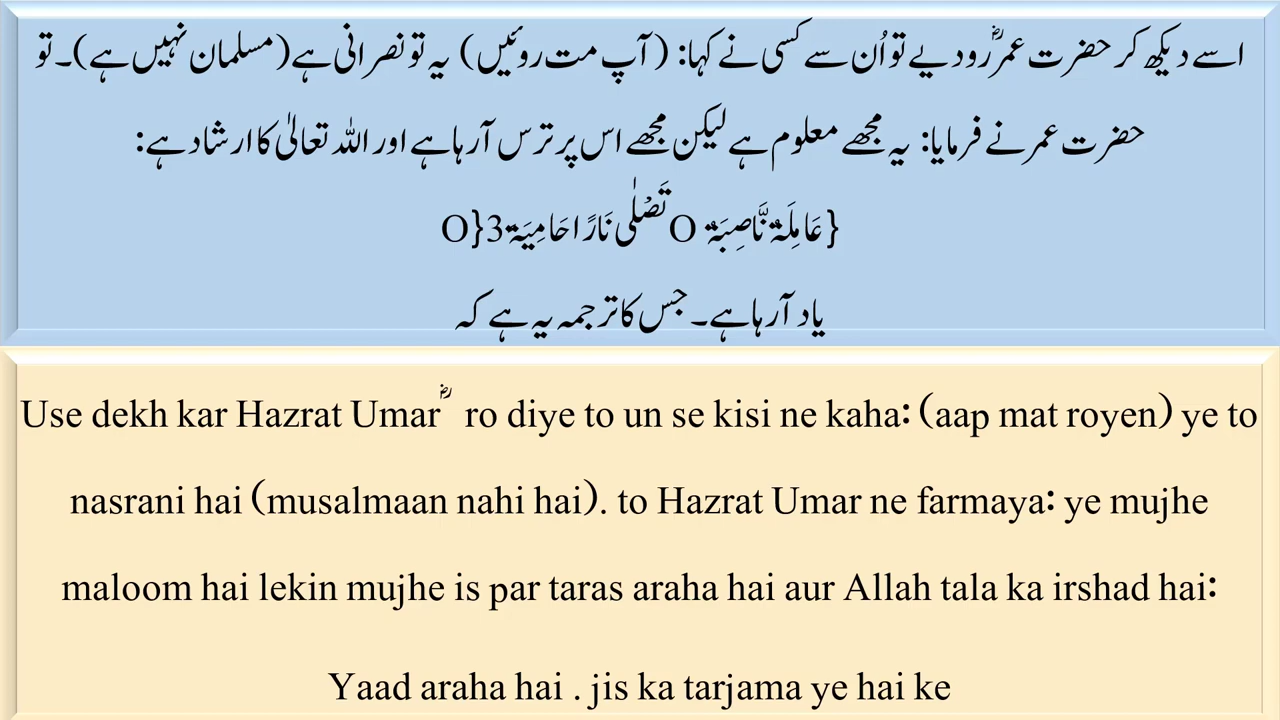 اسے دیکھ کر حضرت عمرؓ رو دیے تو اُن سے کسی نے کہا: (آپ مت روئیں) یہ تو نصرانی ہے (مسلمان نہیں ہے)۔ تو
حضرت عمر نے فرمایا: یہ مجھے معلوم ہے لیکن مجھے اس پر ترس آرہا ہے اور اللہ تعالیٰ کا ارشاد ہے:
{عَامِلَۃٌ نَّاصِبَۃٌ O تَصْلٰی نَارًا حَامِیَۃ3{O
یاد آرہا ہے۔ جس کا ترجمہ یہ ہے کہ
Use dekh kar Hazrat Umarؓ ro diye to un se kisi ne kaha: (aap mat royen) ye to
nasrani hai (musalmaan nahi hai). to Hazrat Umar ne farmaya: ye mujhe
maloom hai lekin mujhe is par taras araha hai aur Allah tala ka irshad hai:
Yaad araha hai . jis ka tarjama ye hai ke